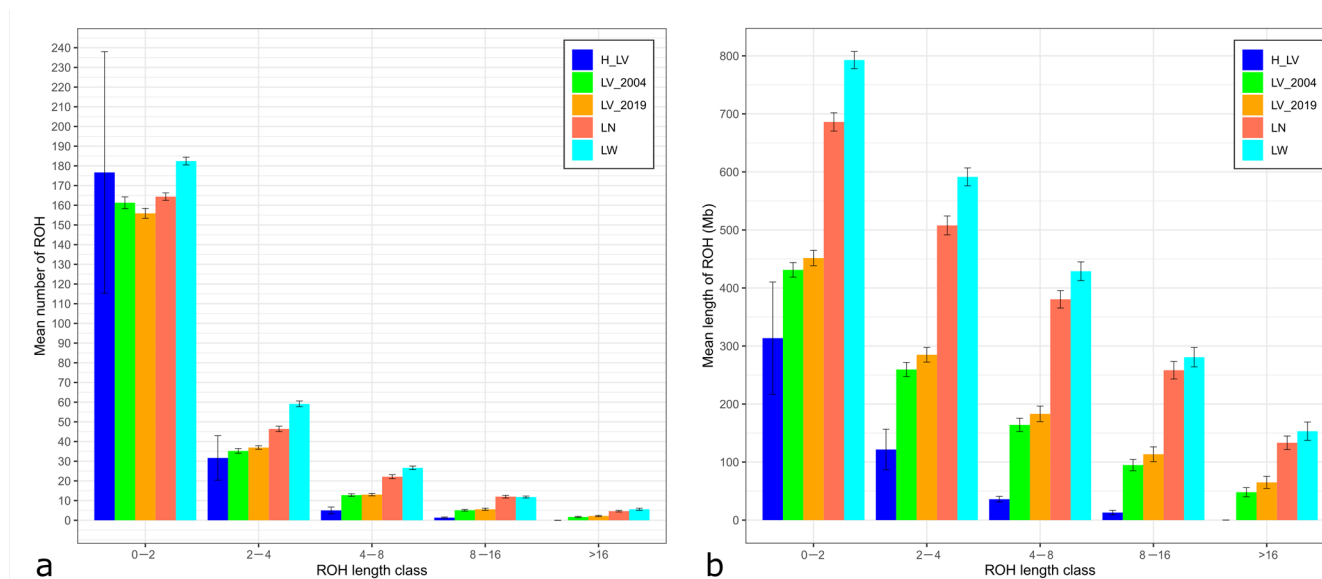 240
230
220
210
200
190
180
170
160
150
140
130
120
110
100
90
80
70
60
50
40
30
20
10
0
Mean number of ROH
H_LV
LV_2004
LV_2019
LN
LW
0−2
2−4
4−8
8−16
>16
ROH length class
a
800
700
600
500
400
300
200
100
0
Mean length of ROH (Mb)
H_LV
LV_2004
LV_2019
LN
LW
0−2
2−4
4−8
8−16
>16
ROH length class
b